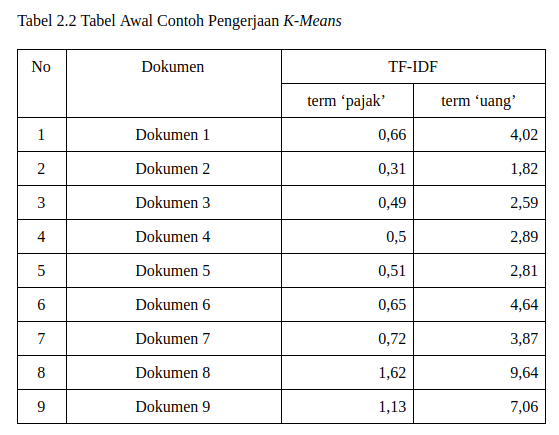 Tabel 2.2 Tabel Awal Contoh Pengerjaan K-Means
No Dokumen TF-IDF
term ‘pajak’ term ‘uang’
1 Dokumen 1 0,66 4,02
2 Dokumen 2 0,31 1,82
3 Dokumen 3 0,49 2,59
4 Dokumen 4 0,5 2,89
5 Dokumen 5 0,51 2,81
6 Dokumen 6 0,65 4,64
7 Dokumen 7 0,72 3,87
8 Dokumen 8 1,62 9,64
9 Dokumen 9 1,13 7,06